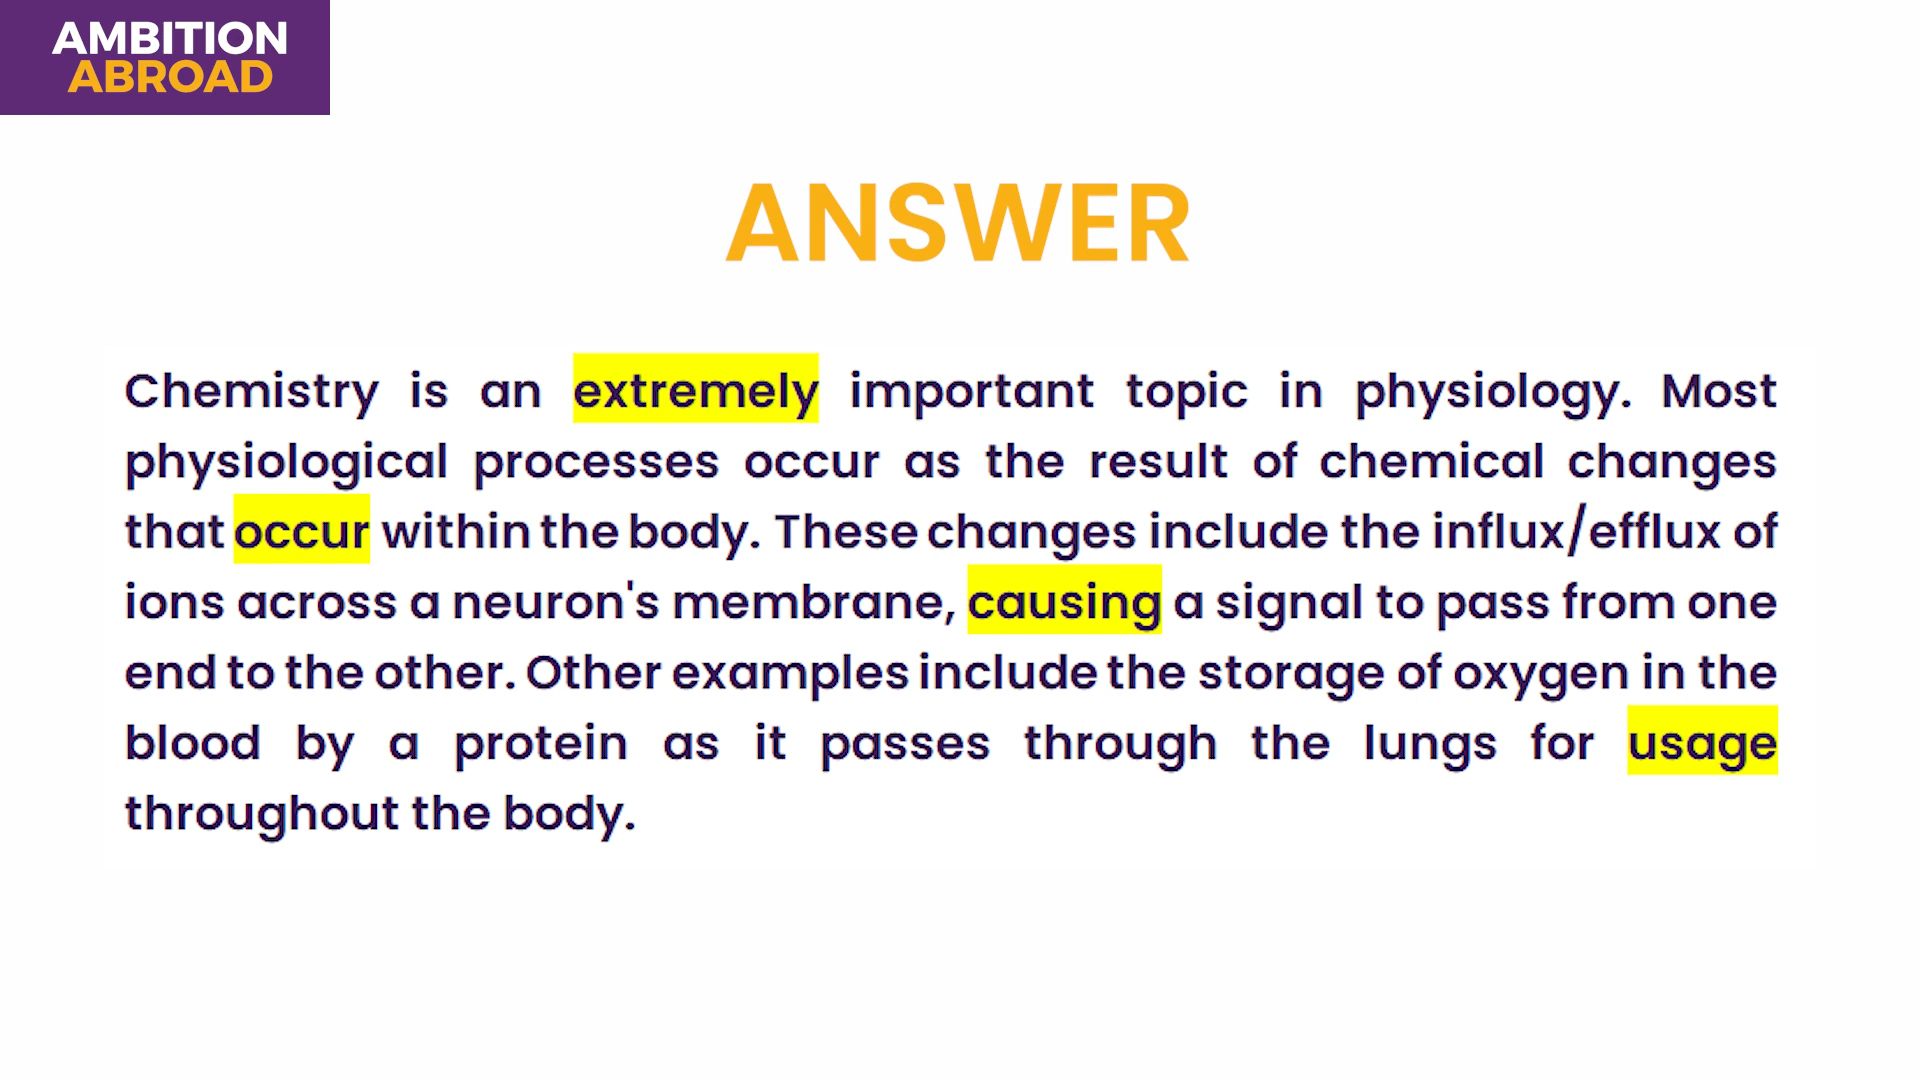 AMBITION
ABROAD
ANSWER
Chemistry is an extremely important topic in physiology. Most
physiological processes occur as the result of chemical changes
that occur within the body. These changes include the influx/efflux of
ions across a neuron's membrane, causing a signal to pass from one
end to the other. Other examples include the storage of oxygen in the
blood by a protein as it passes through the lungs for usage
throughout the body.